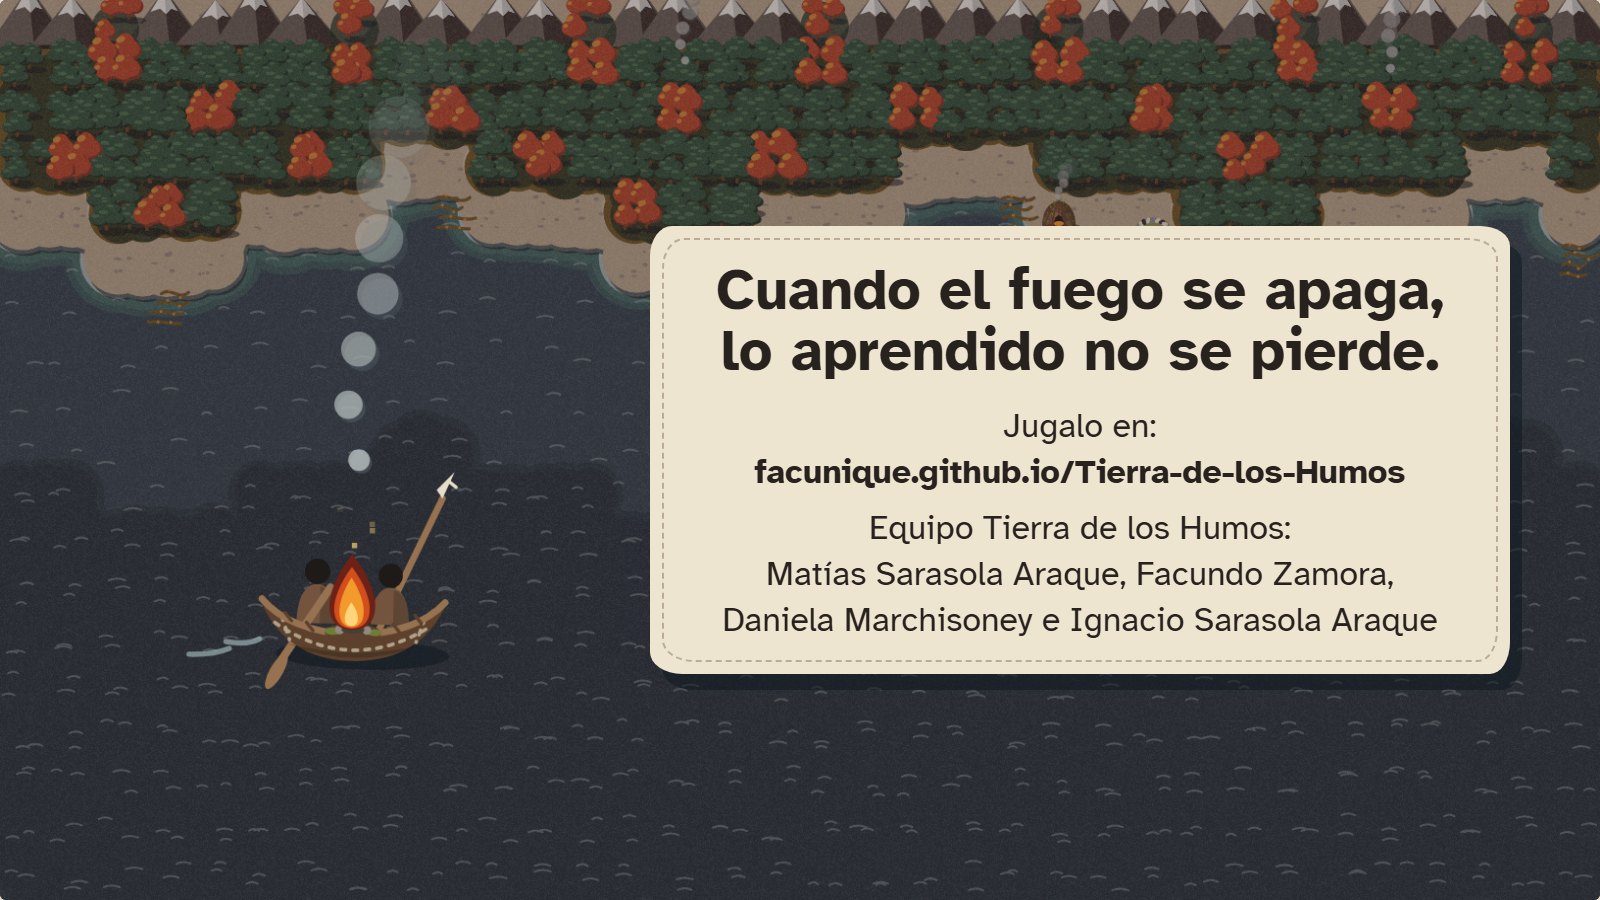 Cuando el fuego se apaga,
lo aprendido no se pierde.
Jugalo en:
facunique.github.io/Tierra-de-los-Humos
Equipo Tierra de los Humos:
Matías Sarasola Araque, Facundo Zamora,
Daniela Marchisoney e Ignacio Sarasola Araque